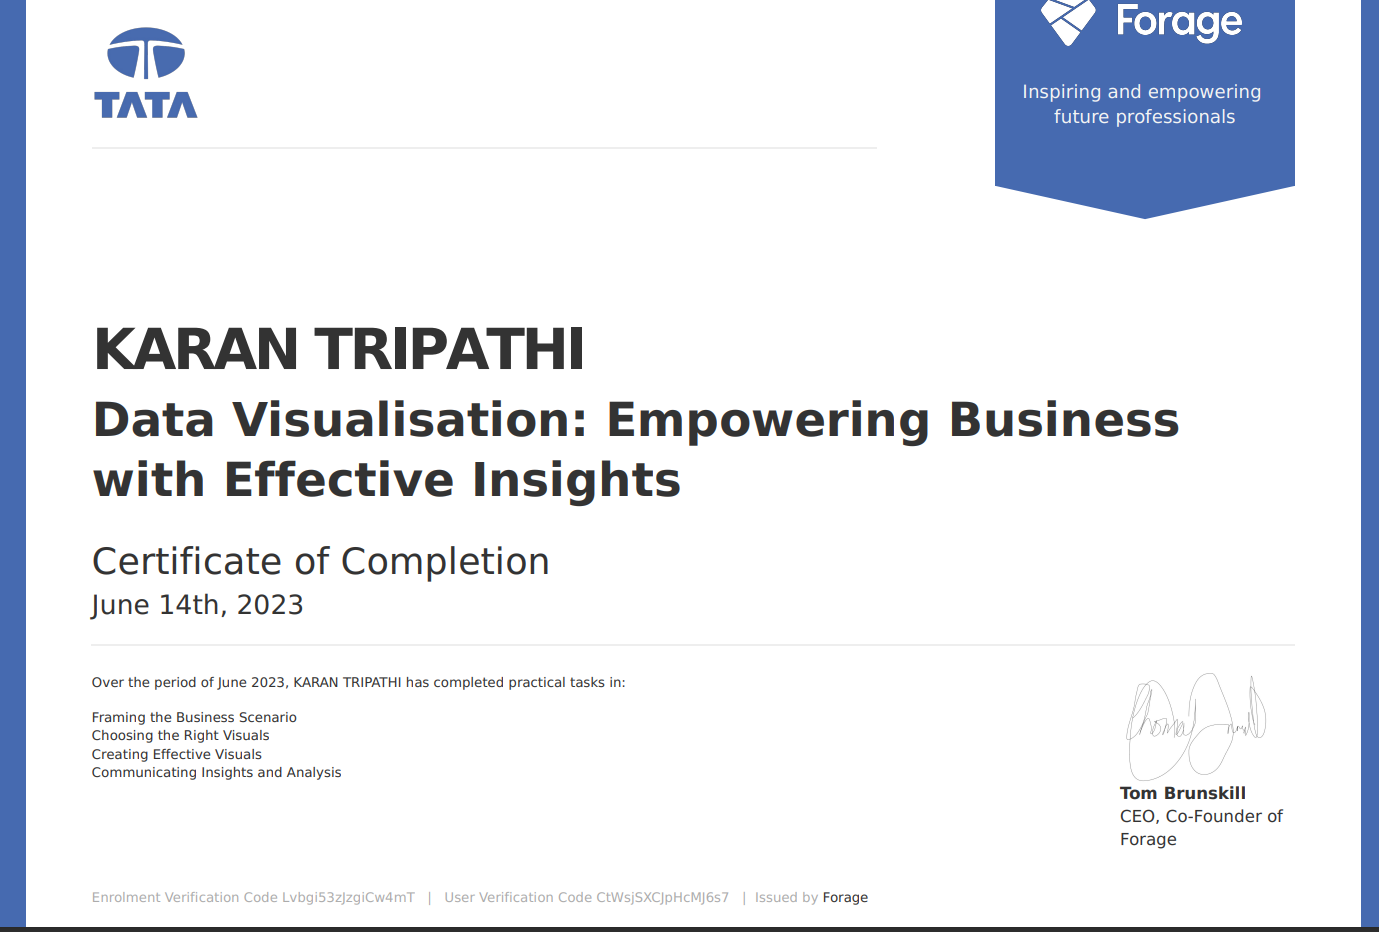 TATA
Forage
Inspiring and empowering
future professionals
KARAN TRIPATHI
Data Visualisation: Empowering Business
with Effective Insights
Certificate of Completion
June 14th, 2023
Over the period of June 2023, KARAN TRIPATHI has completed practical tasks in:
Framing the Business Scenario
Choosing the Right Visuals
Creating Effective Visuals
Communicating Insights and Analysis
Tom Brunskill
CEO, Co-Founder of
Forage
Enrolment Verification Code Lvbgi53zJzgiCw4mT | User Verification Code CtWsjSXCJpHcMJ6s7 | Issued by Forage